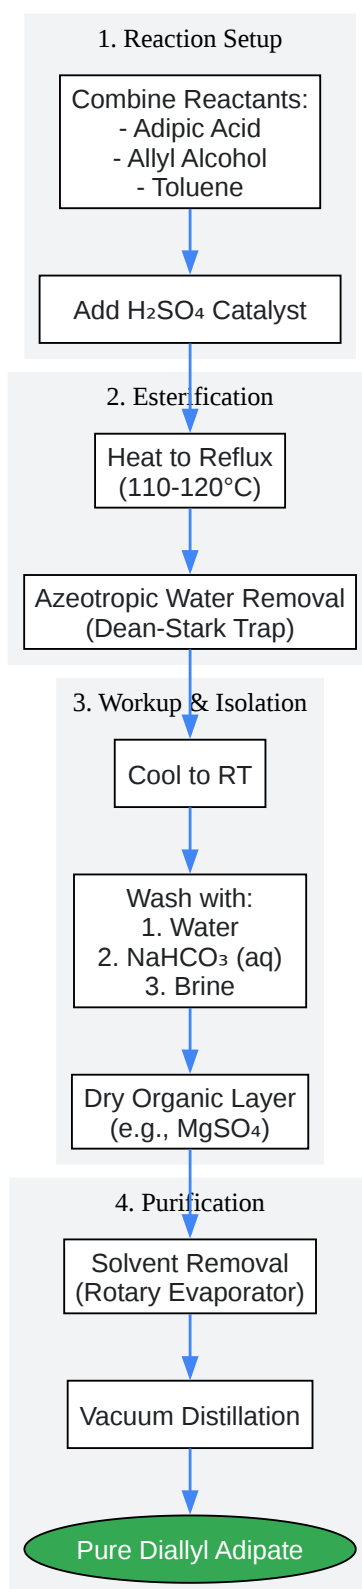 1. Reaction Setup
Combine Reactants:
- Adipic Acid
- Allyl Alcohol
- Toluene
Add H₂SO₄ Catalyst
2. Esterification
Heat to Reflux
(110-120°C)
Azeotropic Water Removal
(Dean-Stark Trap)
3. Workup & Isolation
Cool to RT
Wash with:
1. Water
2. NaHCO₃ (aq)
3. Brine
Dry Organic Layer
(e.g., MgSO₄)
4. Purification
Solvent Removal
(Rotary Evaporator)
Vacuum Distillation
Pure Diallyl Adipate